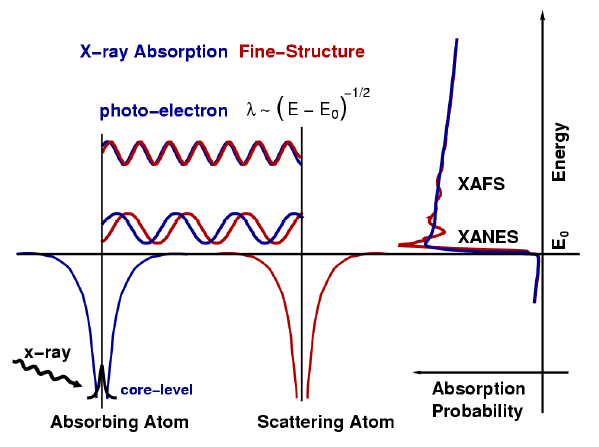 X-ray Absorption Fine-Structure
photo-electron λ ~ ( E - E₀ )^-1/2
XAFS
XANES
Energy
E₀
x-ray
core-level
Absorbing Atom
Scattering Atom
Absorption
Probability